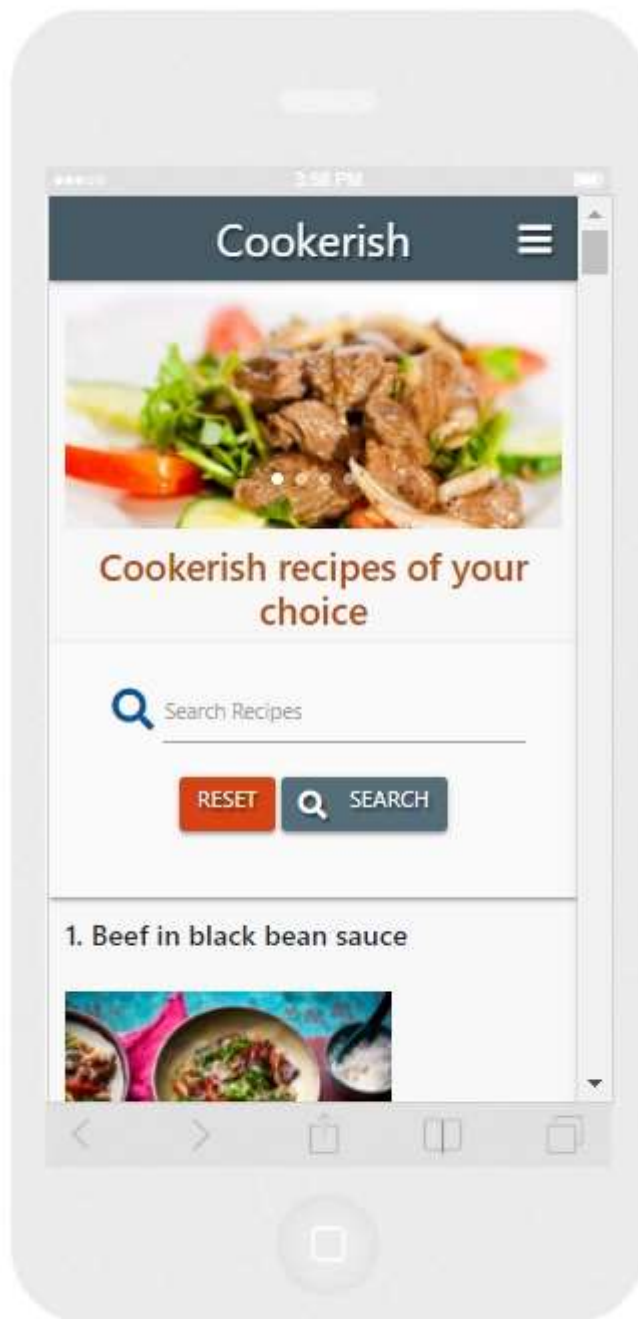 3:58 PM
Cookerish
Cookerish recipes of your
choice
Search Recipes
RESET
SEARCH
1. Beef in black bean sauce